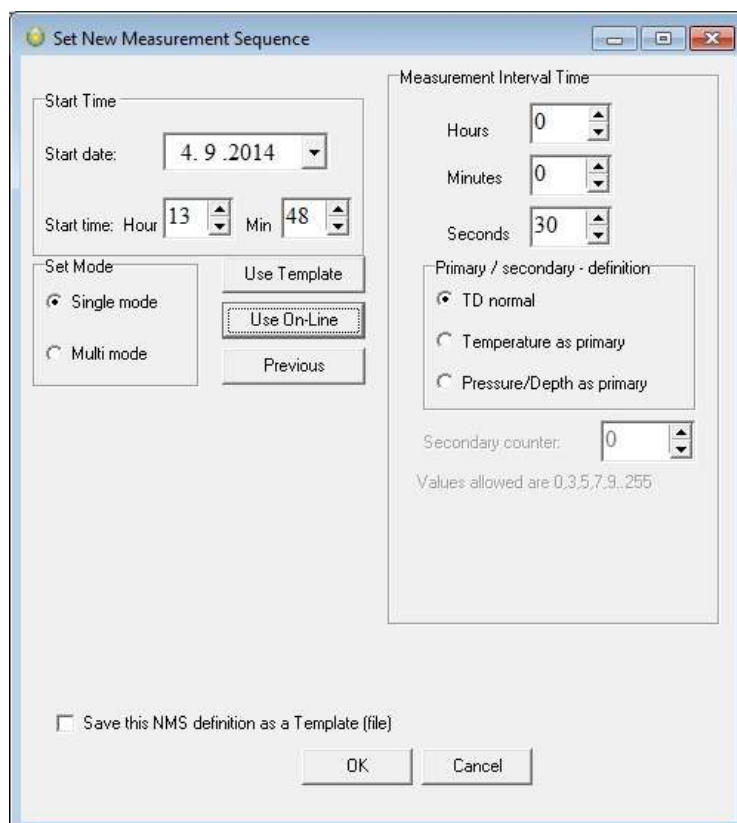 Set New Measurement Sequence
Start Time
Start date: 4. 9 .2014
Start time: Hour 13 Min 48
Set Mode
Single mode
Multi mode
Use Template
Use On-Line
Previous
Measurement Interval Time
Hours 0
Minutes 0
Seconds 30
Primary / secondary - definition
TD normal
Temperature as primary
Pressure/Depth as primary
Secondary counter: 0
Values allowed are 0,3,5,7,9..255
Save this NMS definition as a Template (file)
OK Cancel